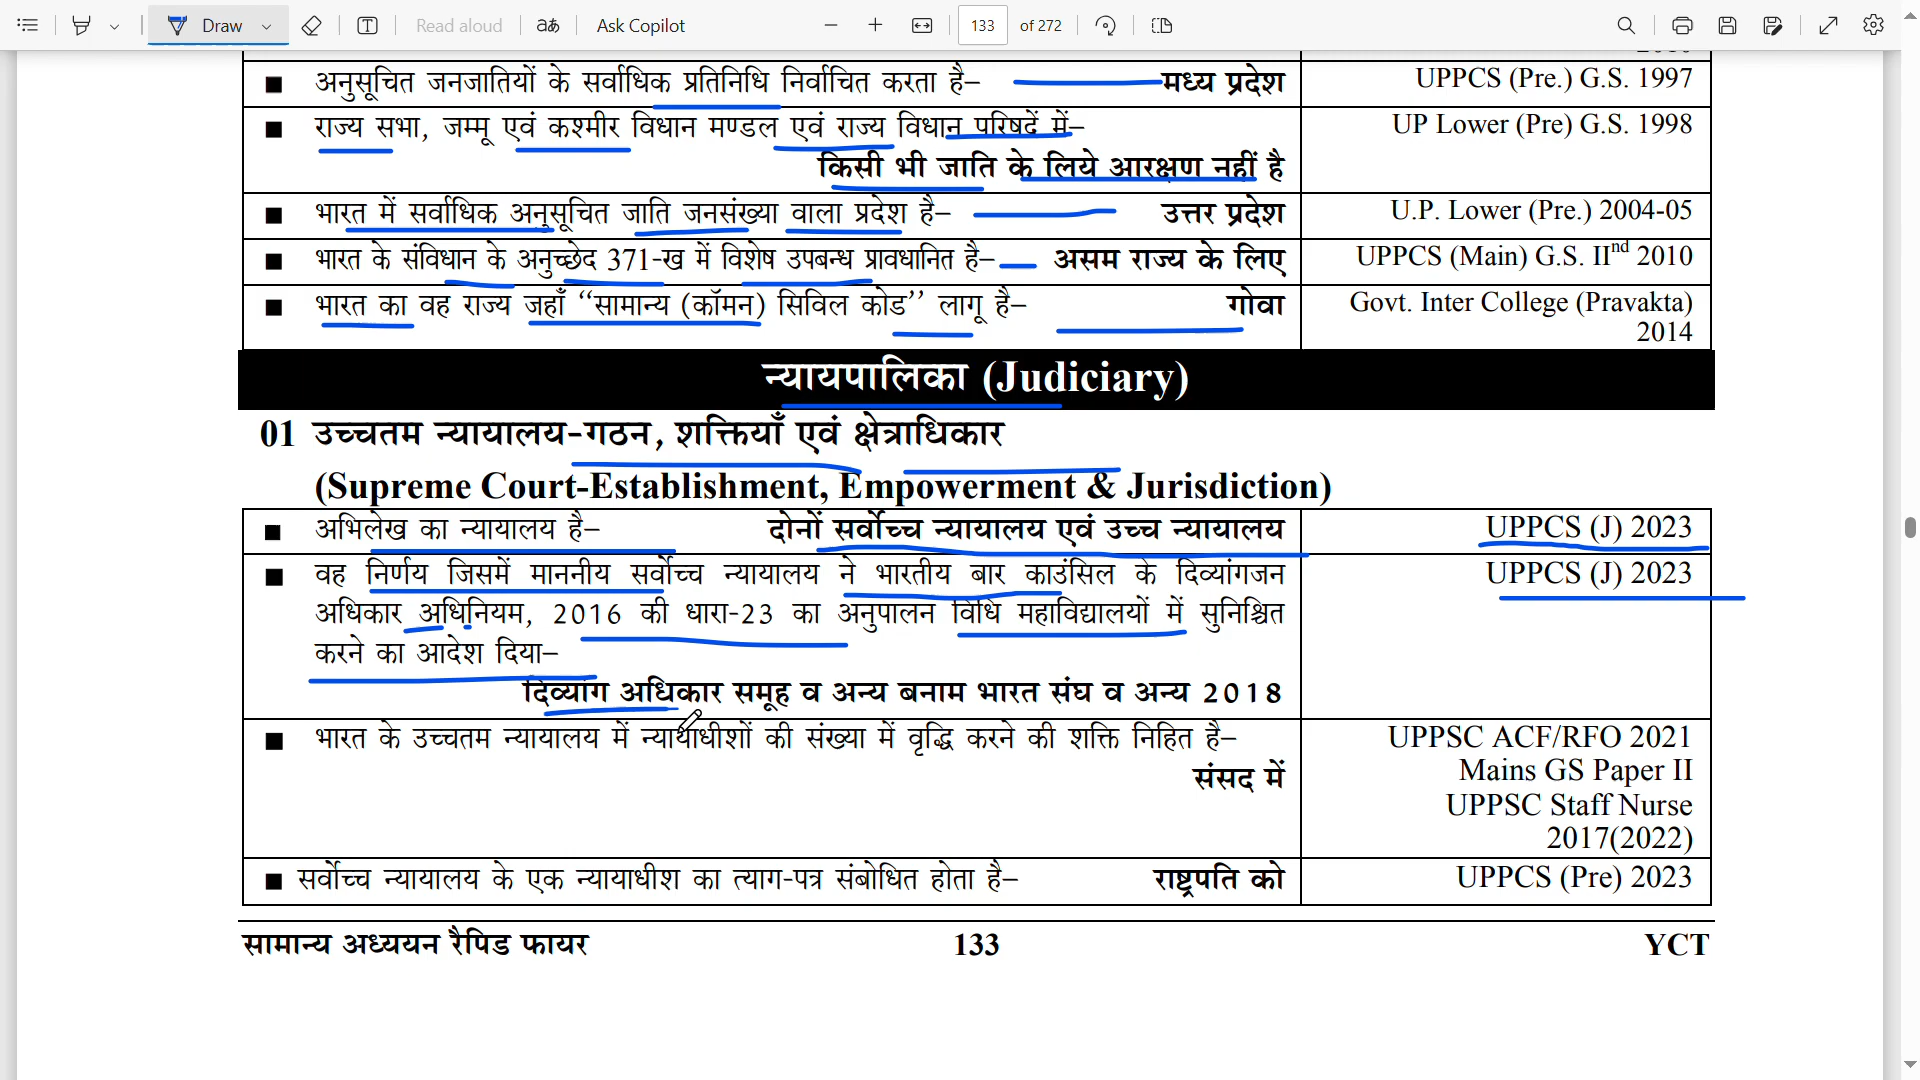 Draw
Read aloud
aあ
Ask Copilot
133 of 272
■ अनुसूचित जनजातियों के सर्वाधिक प्रतिनिधि निर्वाचित करता है– मध्य प्रदेश UPPCS (Pre.) G.S. 1997
■ राज्य सभा, जम्मू एवं कश्मीर विधान मण्डल एवं राज्य विधान परिषदें में– UP Lower (Pre) G.S. 1998
किसी भी जाति के लिये आरक्षण नहीं है
■ भारत में सर्वाधिक अनुसूचित जाति जनसंख्या वाला प्रदेश है– उत्तर प्रदेश U.P. Lower (Pre.) 2004-05
■ भारत के संविधान के अनुच्छेद 371-ख में विशेष उपबन्ध प्रावधानित है– असम राज्य के लिए UPPCS (Main) G.S. IInd 2010
■ भारत का वह राज्य जहाँ “सामान्य (कॉमन) सिविल कोड’’ लागू है– गोवा Govt. Inter College (Pravakta)
2014
न्यायपालिका (Judiciary)
01 उच्चतम न्यायालय-गठन, शक्तियाँ एवं क्षेत्राधिकार
(Supreme Court-Establishment, Empowerment & Jurisdiction)
■ अभिलेख का न्यायालय है– दोनों सर्वोच्च न्यायालय एवं उच्च न्यायालय UPPCS (J) 2023
■ वह निर्णय जिसमें माननीय सर्वोच्च न्यायालय ने भारतीय बार काउंसिल के दिव्यांगजन UPPCS (J) 2023
अधिकार अधिनियम, 2016 की धारा-23 का अनुपालन विधि महाविद्यालयों में सुनिश्चित
करने का आदेश दिया–
दिव्यांग अधिकार समूह व अन्य बनाम भारत संघ व अन्य 2018
■ भारत के उच्चतम न्यायालय में न्यायाधीशों की संख्या में वृद्धि करने की शक्ति निहित है– UPPSC ACF/RFO 2021
संसद में Mains GS Paper II
UPPSC Staff Nurse
2017(2022)
■ सर्वोच्च न्यायालय के एक न्यायाधीश का त्याग-पत्र संबोधित होता है– राष्ट्रपति को UPPCS (Pre) 2023
सामान्य अध्ययन रैपिड फायर 133 YCT